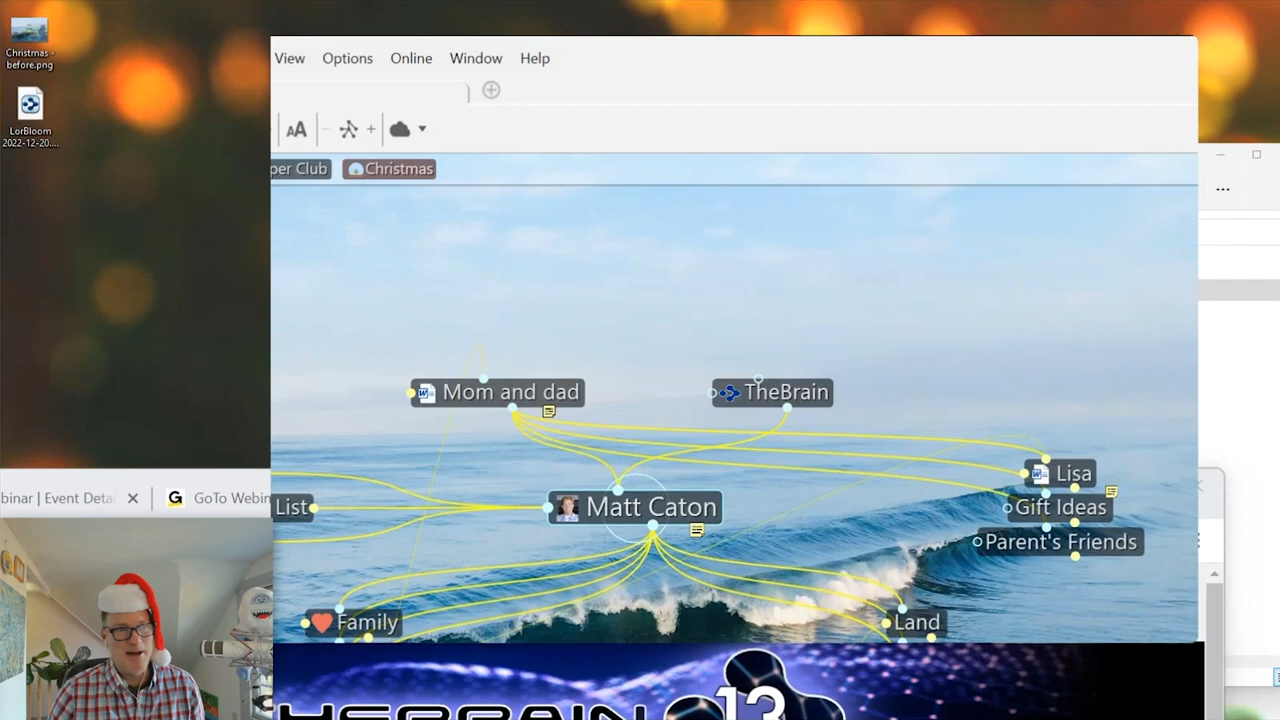 Christmas -
before.png
LorBloom
2022-12-20....
View Options Online Window Help
AA
per Club Christmas
Mom and dad
TheBrain
Lisa
Gift Ideas
Parent's Friends
List
Matt Caton
Family
Land
binar | Event Detai
G GoTo Webin
HEBRAIN 13